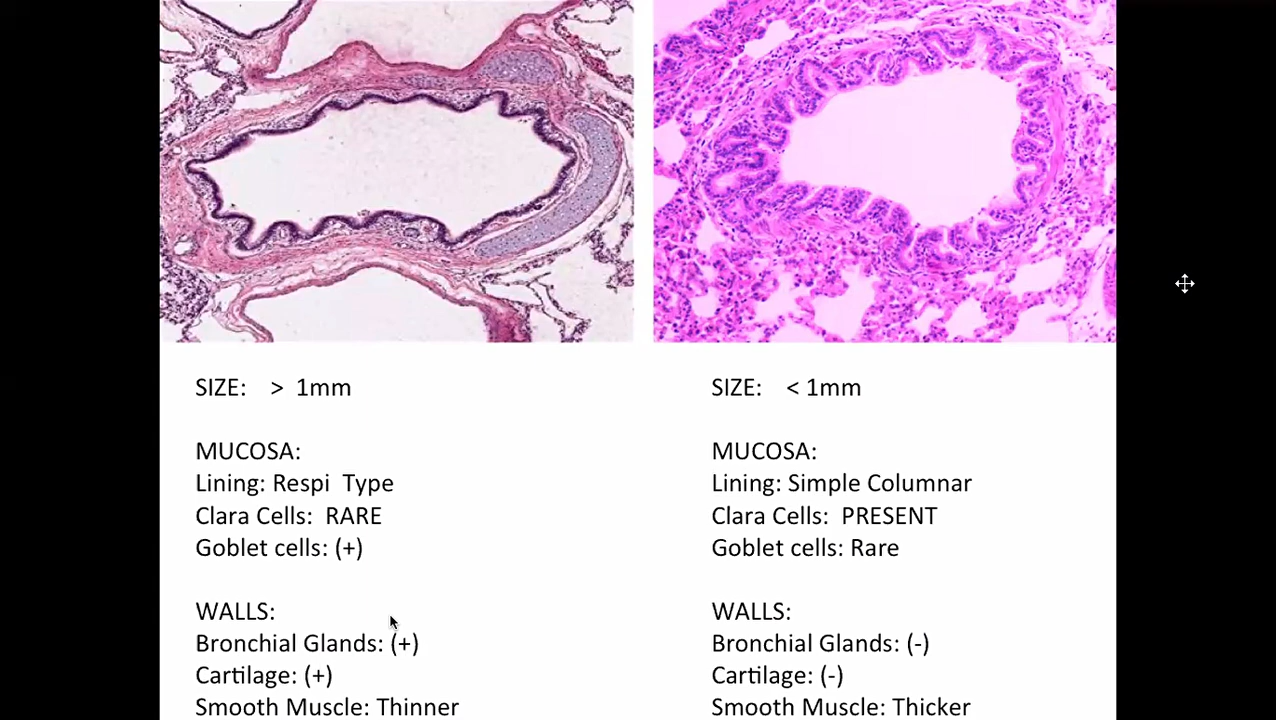 SIZE: > 1mm
MUCOSA:
Lining: Respi Type
Clara Cells: RARE
Goblet cells: (+)
WALLS:
Bronchial Glands: (+)
Cartilage: (+)
Smooth Muscle: Thinner
SIZE: < 1mm
MUCOSA:
Lining: Simple Columnar
Clara Cells: PRESENT
Goblet cells: Rare
WALLS:
Bronchial Glands: (-)
Cartilage: (-)
Smooth Muscle: Thicker